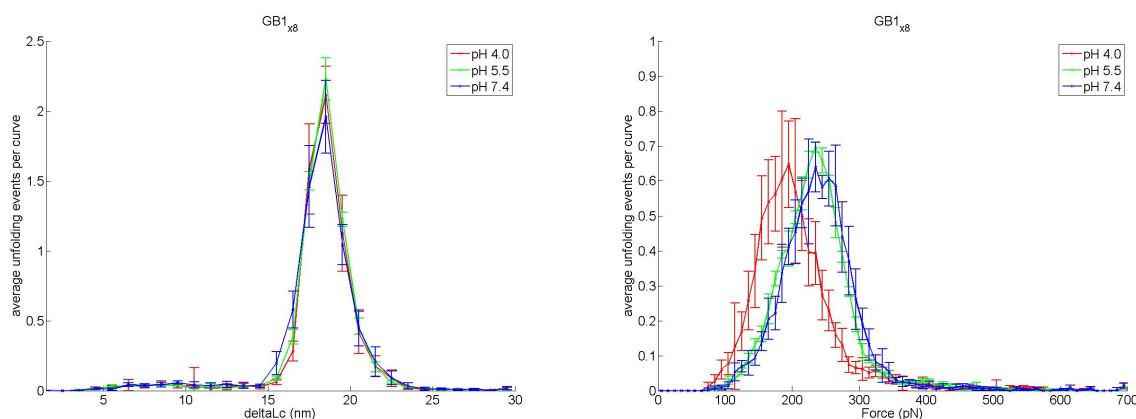 GB1x8
2.5
2
1.5
1
0.5
0
5
10
15
20
25
30
average unfolding events per curve
deltaLc (nm)
pH 4.0
pH 5.5
pH 7.4
GB1x8
1
0.9
0.8
0.7
0.6
0.5
0.4
0.3
0.2
0.1
0
0
100
200
300
400
500
600
700
average unfolding events per curve
Force (pN)
pH 4.0
pH 5.5
pH 7.4